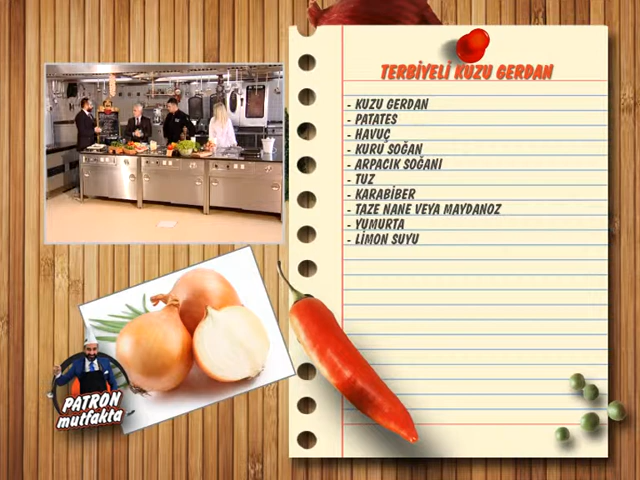 TERBİYELİ KUZU GERDAN
- KUZU GERDAN
- PATATES
- HAVUÇ
- KURU SOĞAN
- ARPACIK SOĞANI
- TUZ
- KARABİBER
- TAZE NANE VEYA MAYDANOZ
- YUMURTA
- LİMON SUYU
PATRON
mutfakta